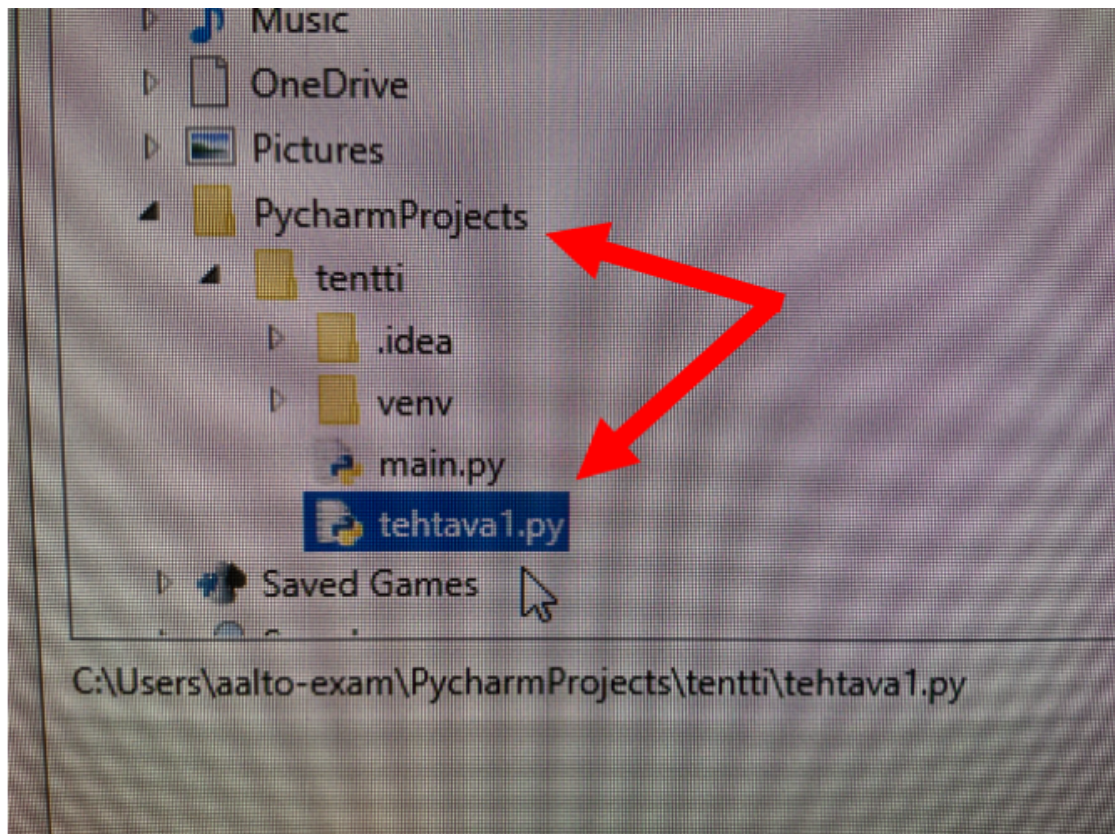 Music
OneDrive
Pictures
PycharmProjects
tentti
.idea
venv
main.py
tehtava1.py
Saved Games
C:\Users\aalto-exam\PycharmProjects\tentti\tehtava1.py